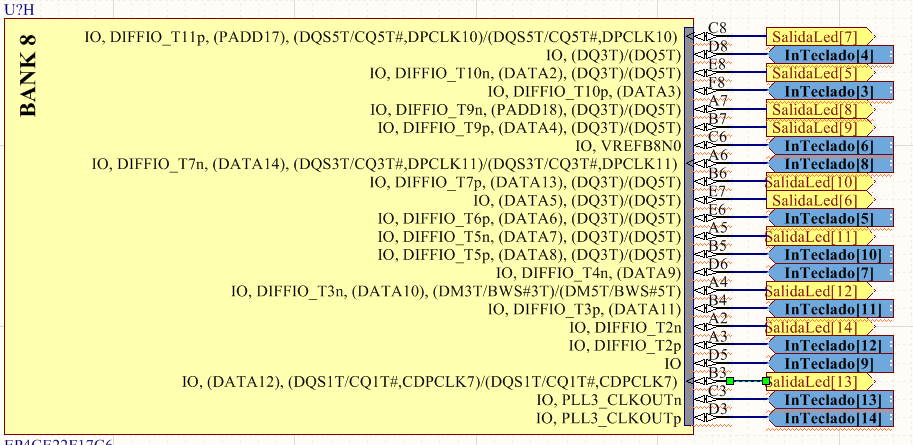 U?H
BANK 8
IO, DIFFIO_T11p, (PADD17), (DQS5T/CQ5T#,DPCLK10)/(DQS5T/CQ5T#,DPCLK10) C8 SalidaLed[7]
IO, (DQ3T)/(DQ5T) D8 InTeclado[4]
IO, DIFFIO_T10n, (DATA2), (DQ3T)/(DQ5T) E8 SalidaLed[5]
IO, DIFFIO_T10p, (DATA3) F8 InTeclado[3]
IO, DIFFIO_T9n, (PADD18), (DQ3T)/(DQ5T) A7 SalidaLed[8]
IO, DIFFIO_T9p, (DATA4), (DQ3T)/(DQ5T) B7 SalidaLed[9]
IO, VREFB8N0 C6 InTeclado[6]
IO, DIFFIO_T7n, (DATA14), (DQS3T/CQ3T#,DPCLK11)/(DQS3T/CQ3T#,DPCLK11) A6 InTeclado[8]
IO, DIFFIO_T7p, (DATA13), (DQ3T)/(DQ5T) B6 SalidaLed[10]
IO, (DATA5), (DQ3T)/(DQ5T) E7 SalidaLed[6]
IO, DIFFIO_T6p, (DATA6), (DQ3T)/(DQ5T) E6 InTeclado[5]
IO, DIFFIO_T5n, (DATA7), (DQ3T)/(DQ5T) A5 SalidaLed[11]
IO, DIFFIO_T5p, (DATA8), (DQ3T)/(DQ5T) B5 InTeclado[10]
IO, DIFFIO_T4n, (DATA9) D6 InTeclado[7]
IO, DIFFIO_T3n, (DATA10), (DM3T/BWS#3T)/(DM5T/BWS#5T) A4 SalidaLed[12]
IO, DIFFIO_T3p, (DATA11) B4 InTeclado[11]
IO, DIFFIO_T2n A2 SalidaLed[14]
IO, DIFFIO_T2p A3 InTeclado[12]
IO D5 InTeclado[9]
IO, (DATA12), (DQS1T/CQ1T#,CDPCLK7)/(DQS1T/CQ1T#,CDPCLK7) B3 SalidaLed[13]
IO, PLL3_CLKOUTn C3 InTeclado[13]
IO, PLL3_CLKOUTp D3 InTeclado[14]
EP4CE22F17C6